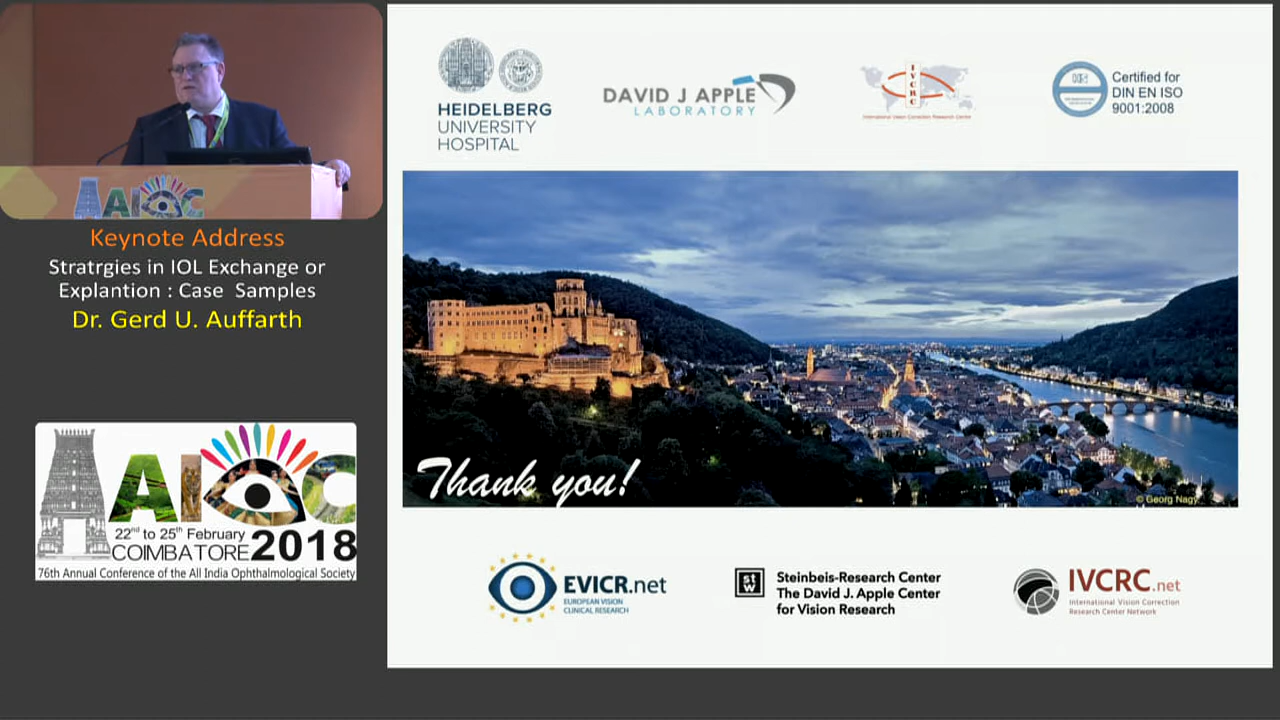 AIOC
Keynote Address
Stratrgies in IOL Exchange or
Explantion : Case Samples
Dr. Gerd U. Auffarth
AIOC
22nd to 25th February
COIMBATORE 2018
76th Annual Conference of the All India Ophthalmological Society
HEIDELBERG
UNIVERSITY
HOSPITAL
DAVID J APPLE
LABORATORY
IVCRC
International Vision Correction Research Centre
Certified for
DIN EN ISO
9001:2008
Thank you!
© Georg Nagy
EVICR.net
EUROPEAN VISION
CLINICAL RESEARCH
Steinbeis-Research Center
The David J. Apple Center
for Vision Research
IVCRC.net
International Vision Correction
Research Center Network